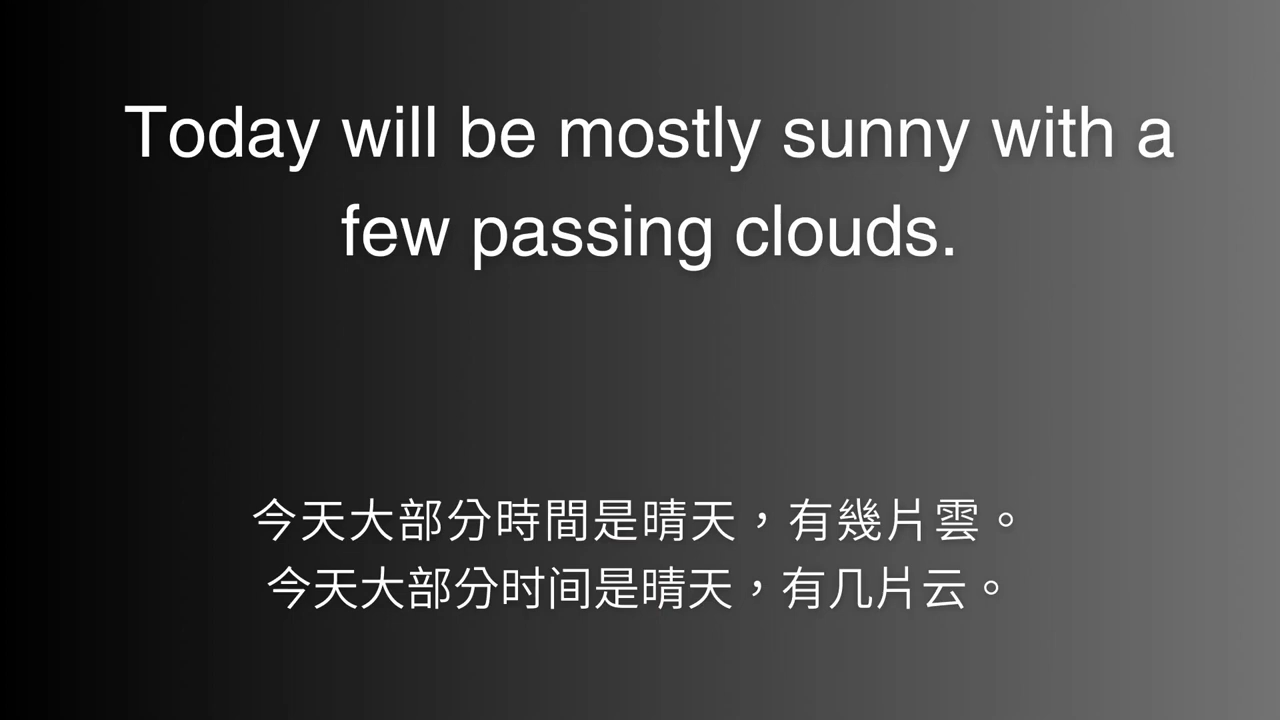 Today will be mostly sunny with a
few passing clouds.
今天大部分時間是晴天，有幾片雲。
今天大部分时间是晴天，有几片云。